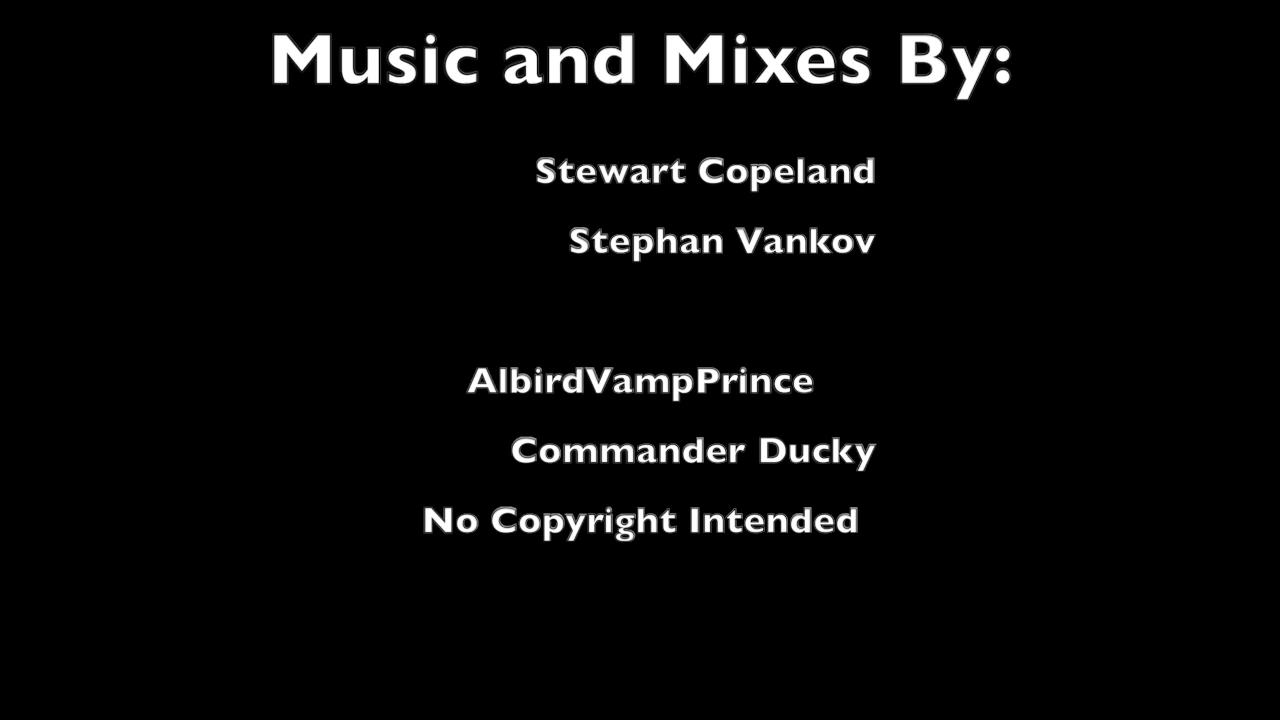 Music and Mixes By:
Stewart Copeland
Stephan Vankov
AlbirdVampPrince
Commander Ducky
No Copyright Intended